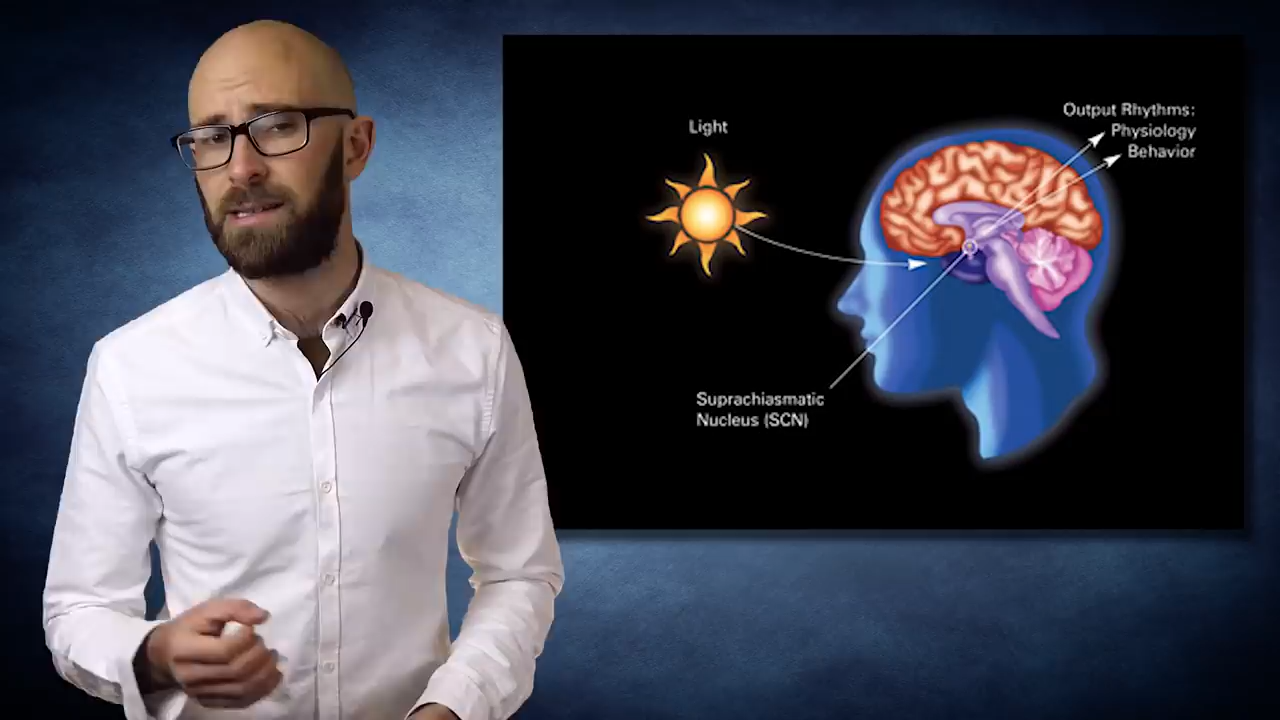 Light
Output Rhythms:
Physiology
Behavior
Suprachiasmatic
Nucleus (SCN)